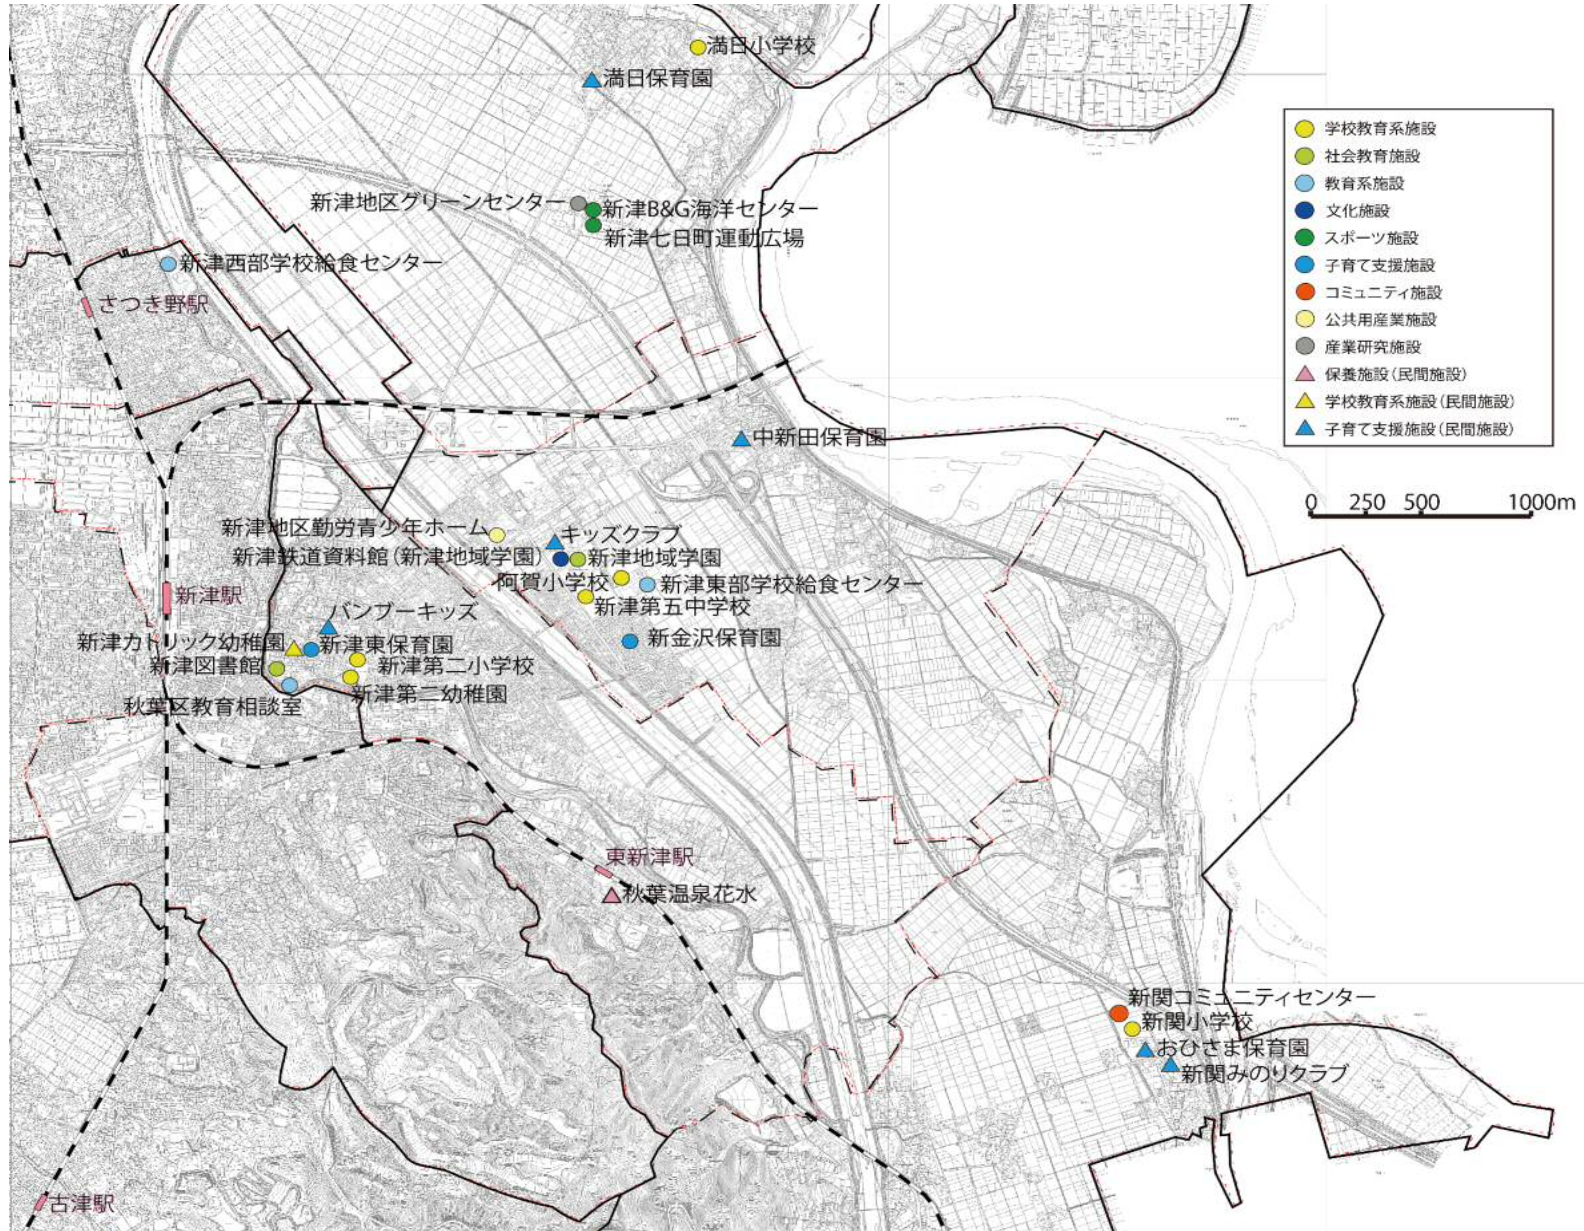 満日小学校
満日保育園
新津地区グリーンセンター
新津B&G海洋センター
新津七日町運動広場
新津西部学校給食センター
さつき野駅
中新田保育園
新津地区勤労青少年ホーム
キッズクラブ
新津鉄道資料館(新津地域学園)
新津地域学園
阿賀小学校
新津東部学校給食センター
新津第五中学校
新津駅
バンブーキッズ
新金沢保育園
新津カトリック幼稚園
新津東保育園
新津図書館
新津第二小学校
新津第二幼稚園
秋葉区教育相談室
東新津駅
秋葉温泉花水
新関コミュニティセンター
新関小学校
おひさま保育園
新関みのりクラブ
古津駅
学校教育系施設
社会教育施設
教育系施設
文化施設
スポーツ施設
子育て支援施設
コミュニティ施設
公共用産業施設
産業研究施設
保養施設(民間施設)
学校教育系施設(民間施設)
子育て支援施設(民間施設)
0 250 500 1000m